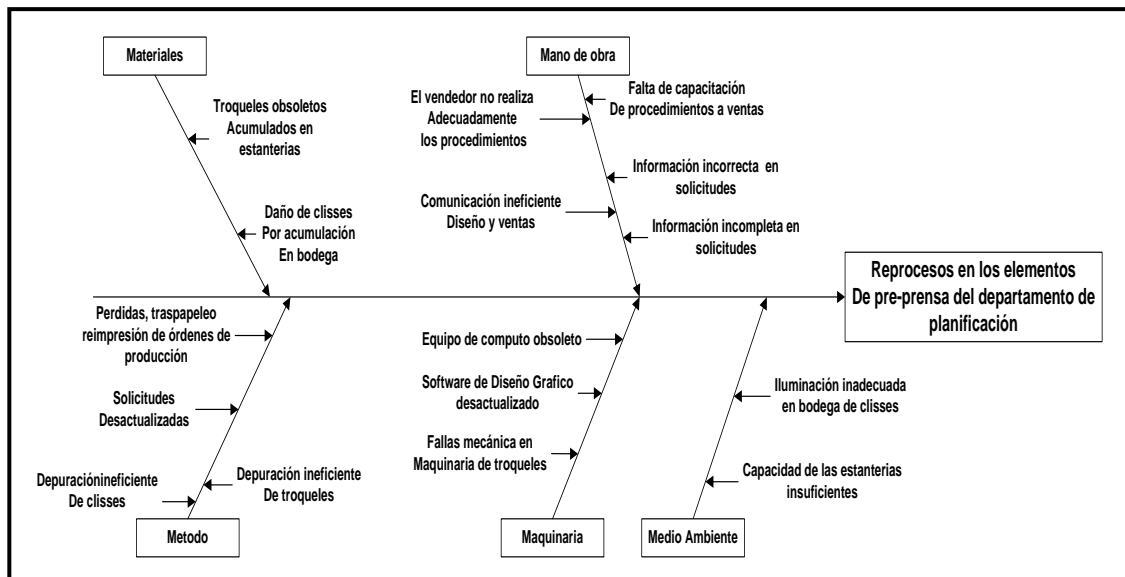 Materiales
Mano de obra
Troqueles obsoletos
Acumulados en
estanterias
Daño de clisses
Por acumulación
En bodega
El vendedor no realiza
Adecuadamente
los procedimientos
Falta de capacitación
De procedimientos a ventas
Información incorrecta en
solicitudes
Comunicación ineficiente
Diseño y ventas
Información incompleta en
solicitudes
Reprocesos en los elementos
De pre-prensa del departamento de
planificación
Perdidas, traspapeleo
reimpresión de órdenes de
producción
Solicitudes
Desactualizadas
Depuraciónineficiente
De clisses
Depuración ineficiente
De troqueles
Equipo de computo obsoleto
Software de Diseño Grafico
desactualizado
Fallas mecánica en
Maquinaria de troqueles
Iluminación inadecuada
en bodega de clisses
Capacidad de las estanterias
insuficientes
Metodo
Maquinaria
Medio Ambiente